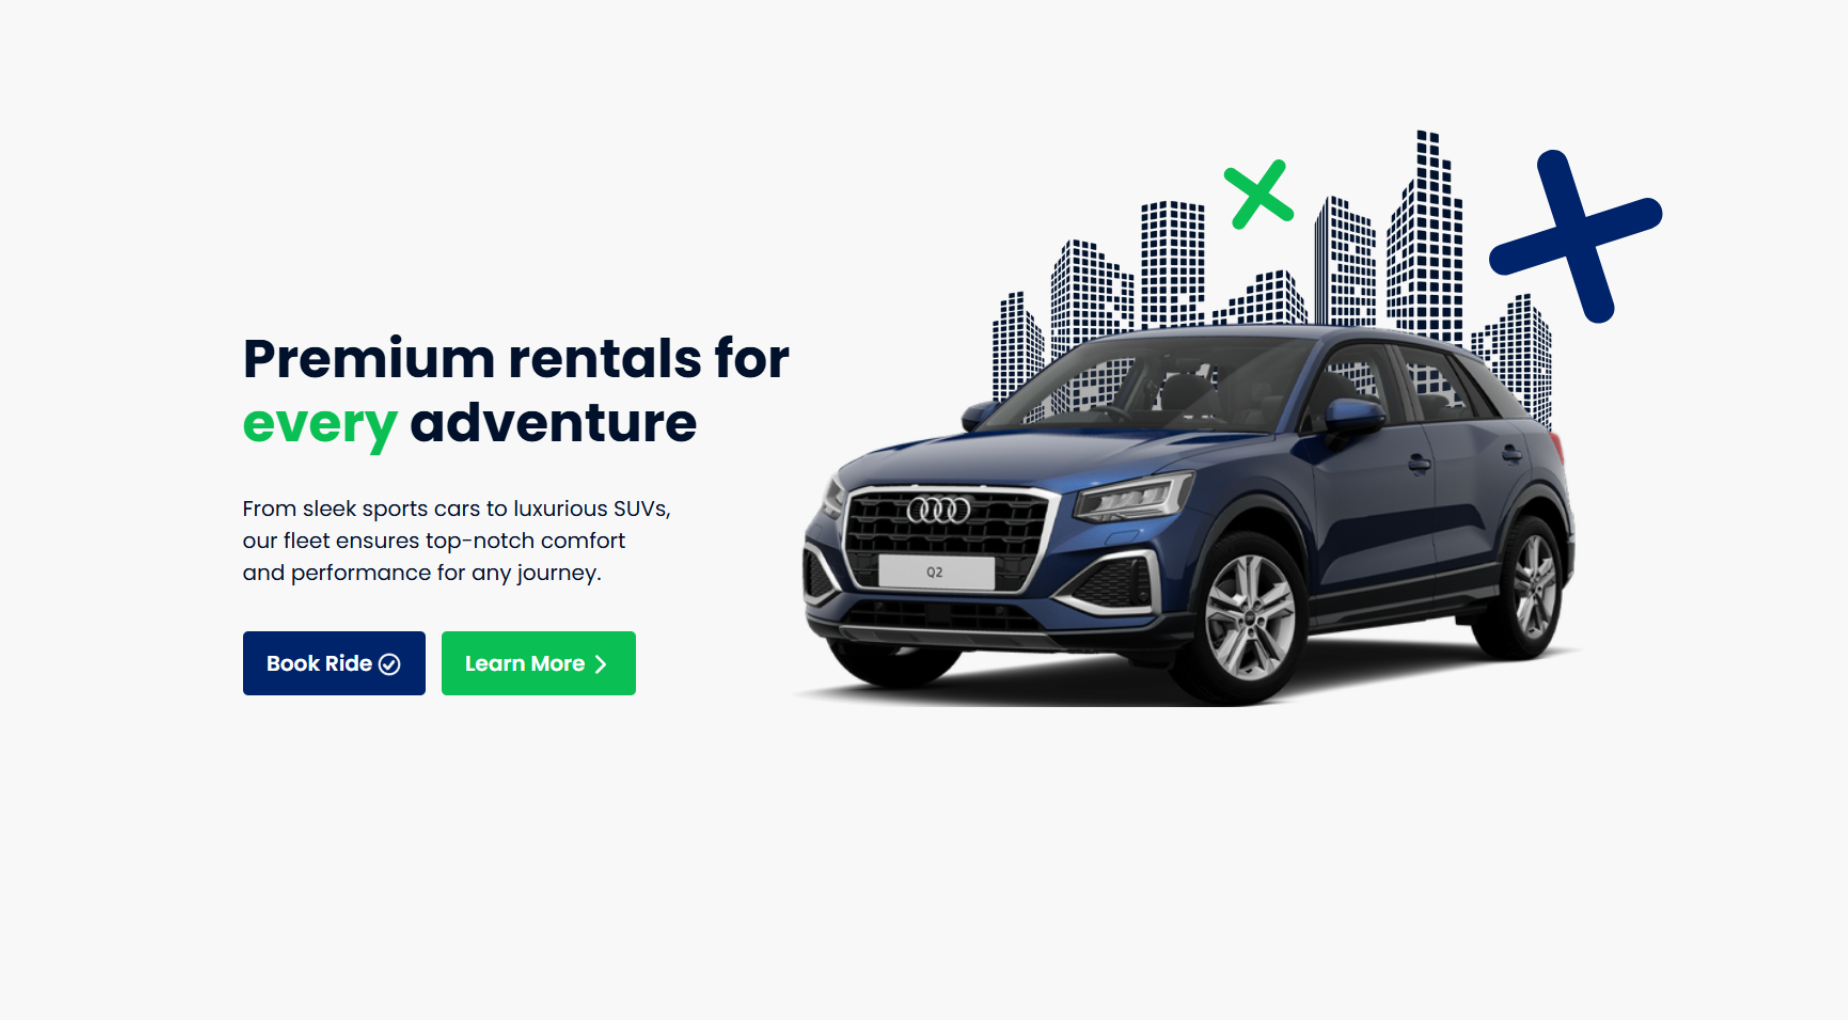 Premium rentals for
every adventure
From sleek sports cars to luxurious SUVs,
our fleet ensures top-notch comfort
and performance for any journey.
Book Ride
Learn More
Q2